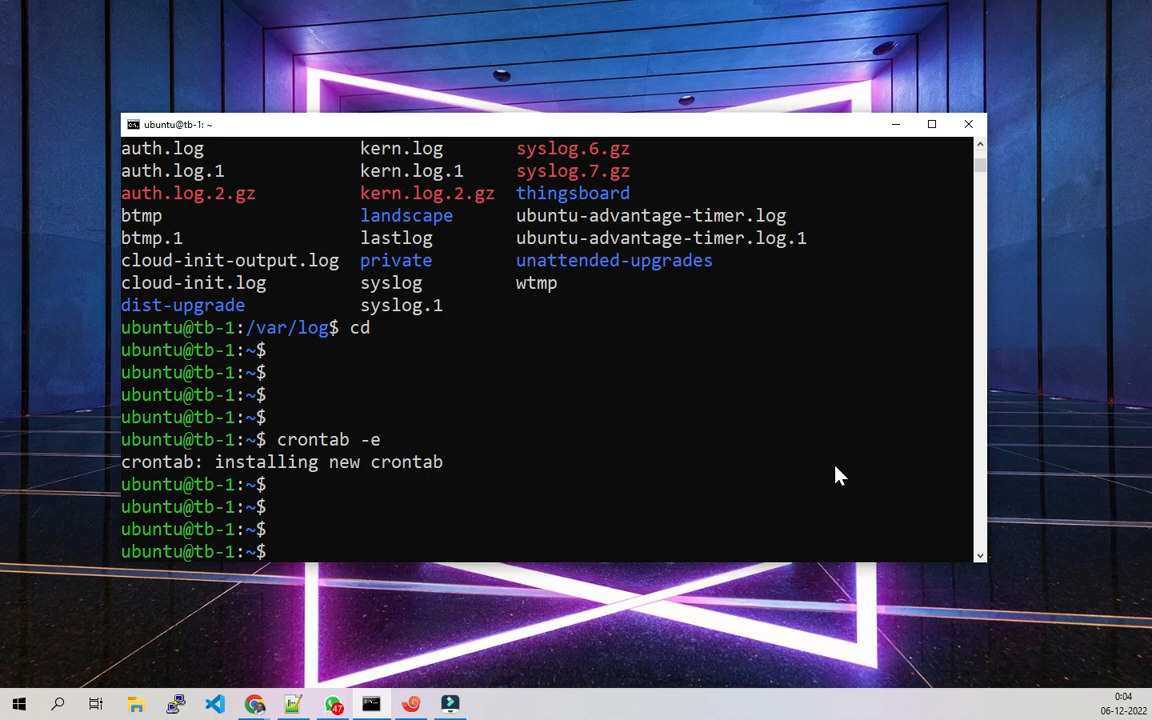 ubuntu@tb-1: ~
auth.log kern.log syslog.6.gz
auth.log.1 kern.log.1 syslog.7.gz
auth.log.2.gz kern.log.2.gz thingsboard
btmp landscape ubuntu-advantage-timer.log
btmp.1 lastlog ubuntu-advantage-timer.log.1
cloud-init-output.log private unattended-upgrades
cloud-init.log syslog wtmp
dist-upgrade syslog.1
ubuntu@tb-1:/var/log$ cd
ubuntu@tb-1:~$
ubuntu@tb-1:~$
ubuntu@tb-1:~$
ubuntu@tb-1:~$
ubuntu@tb-1:~$ crontab -e
crontab: installing new crontab
ubuntu@tb-1:~$
ubuntu@tb-1:~$
ubuntu@tb-1:~$
ubuntu@tb-1:~$
47
0:04
06-12-2022